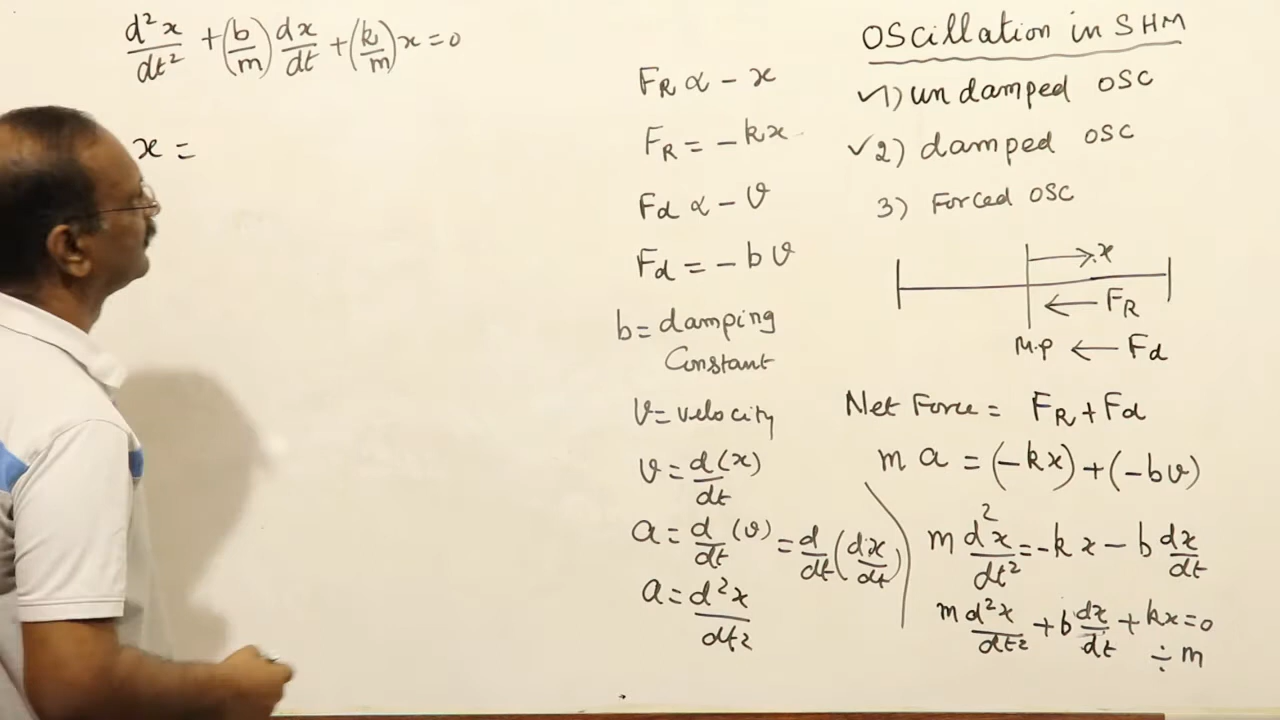 d²x/dt² + (b/m) dx/dt + (k/m) x = 0
x =
F_R α - x
F_R = - kx
F_d α - v
F_d = - b v
b = damping
Constant
v = velocity
v = d(x)/dt
a = d/dt (v) = d/dt (dx/dt)
a = d²x/dt²
OScillation in SHM
✓1) un damped OSC
✓2) damped OSC
3) Forced OSC
x
F_R
M.P F_d
Net Force = F_R + F_d
m a = (-kx) + (-bv)
m d²x/dt² = -k x - b dx/dt
m d²x/dt² + b dx/dt + kx = 0
÷ m